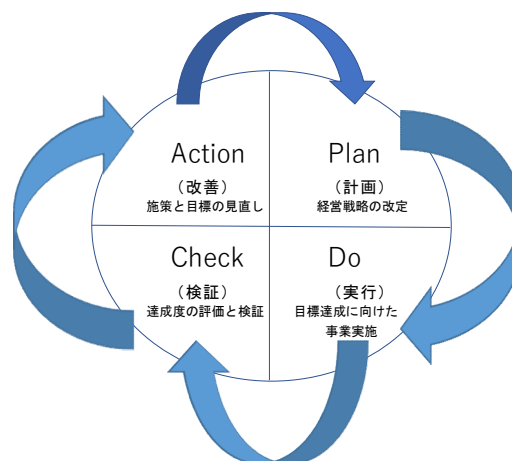 Action
（改善）
施策と目標の見直し
Plan
（計画）
経営戦略の改定
Check
（検証）
達成度の評価と検証
Do
（実行）
目標達成に向けた
事業実施